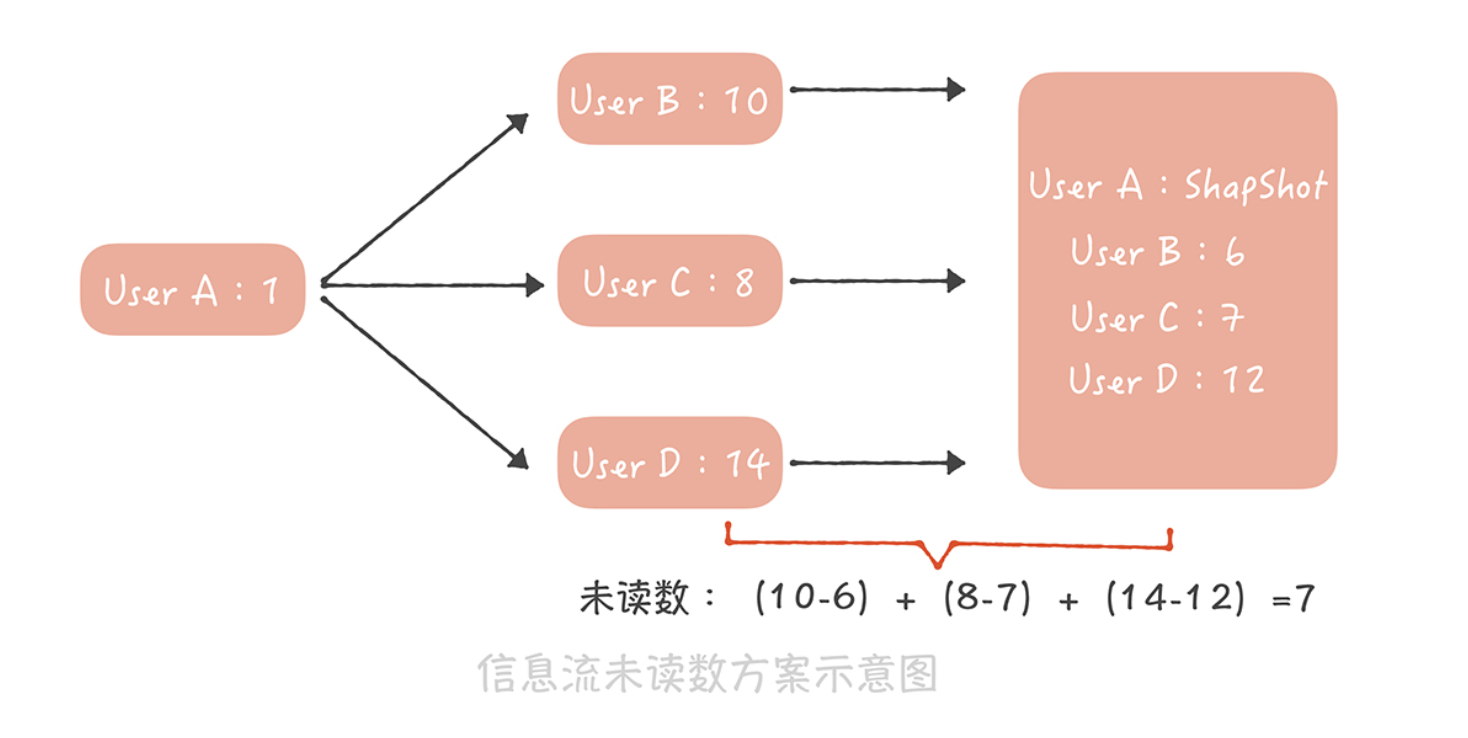 User B : 10
User A : ShapShot
User B : 6
User A : 1
User C : 8
User C : 7
User D : 12
User D : 14
未读数： (10-6) + (8-7) + (14-12) =7
信息流未读数方案示意图